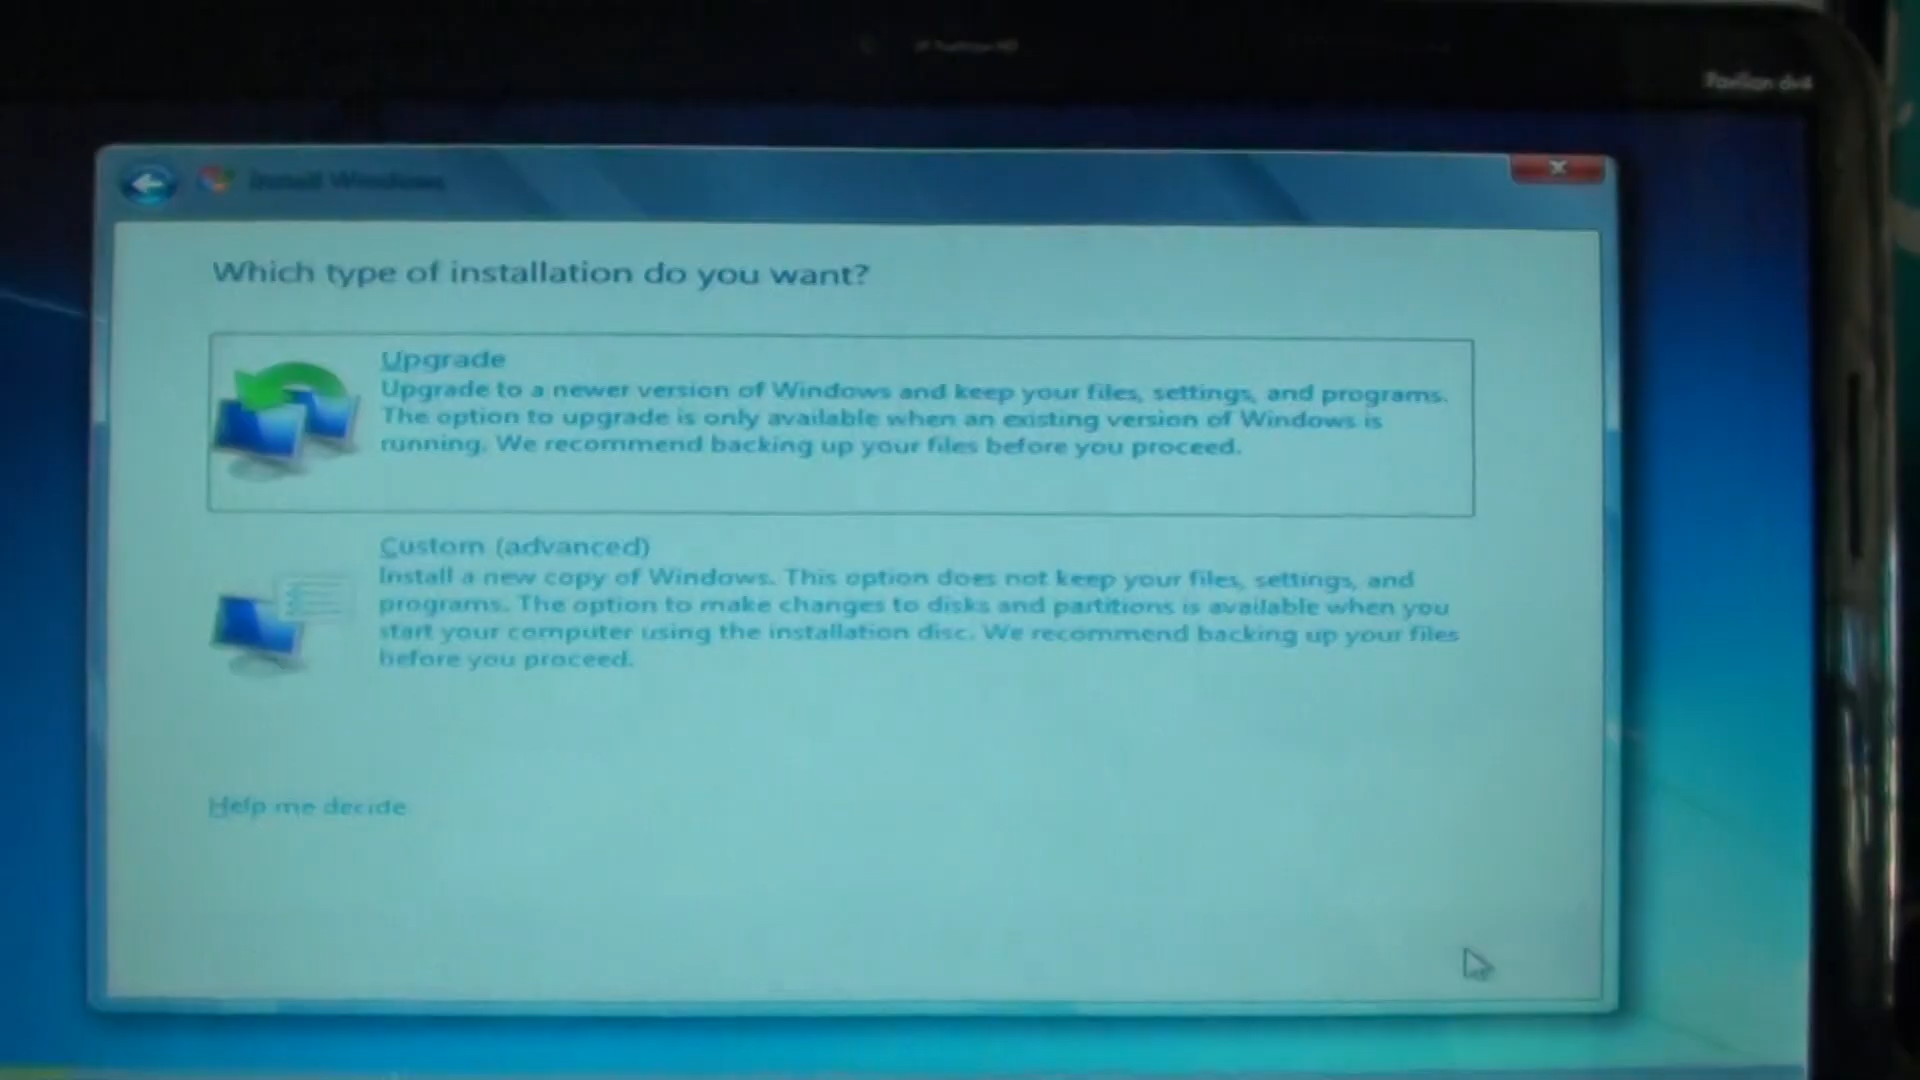 Pavilion dv4
Install Windows
Which type of installation do you want?
Upgrade
Upgrade to a newer version of Windows and keep your files, settings, and programs.
The option to upgrade is only available when an existing version of Windows is
running. We recommend backing up your files before you proceed.
Custom (advanced)
Install a new copy of Windows. This option does not keep your files, settings, and
programs. The option to make changes to disks and partitions is available when you
start your computer using the installation disc. We recommend backing up your files
before you proceed.
Help me decide